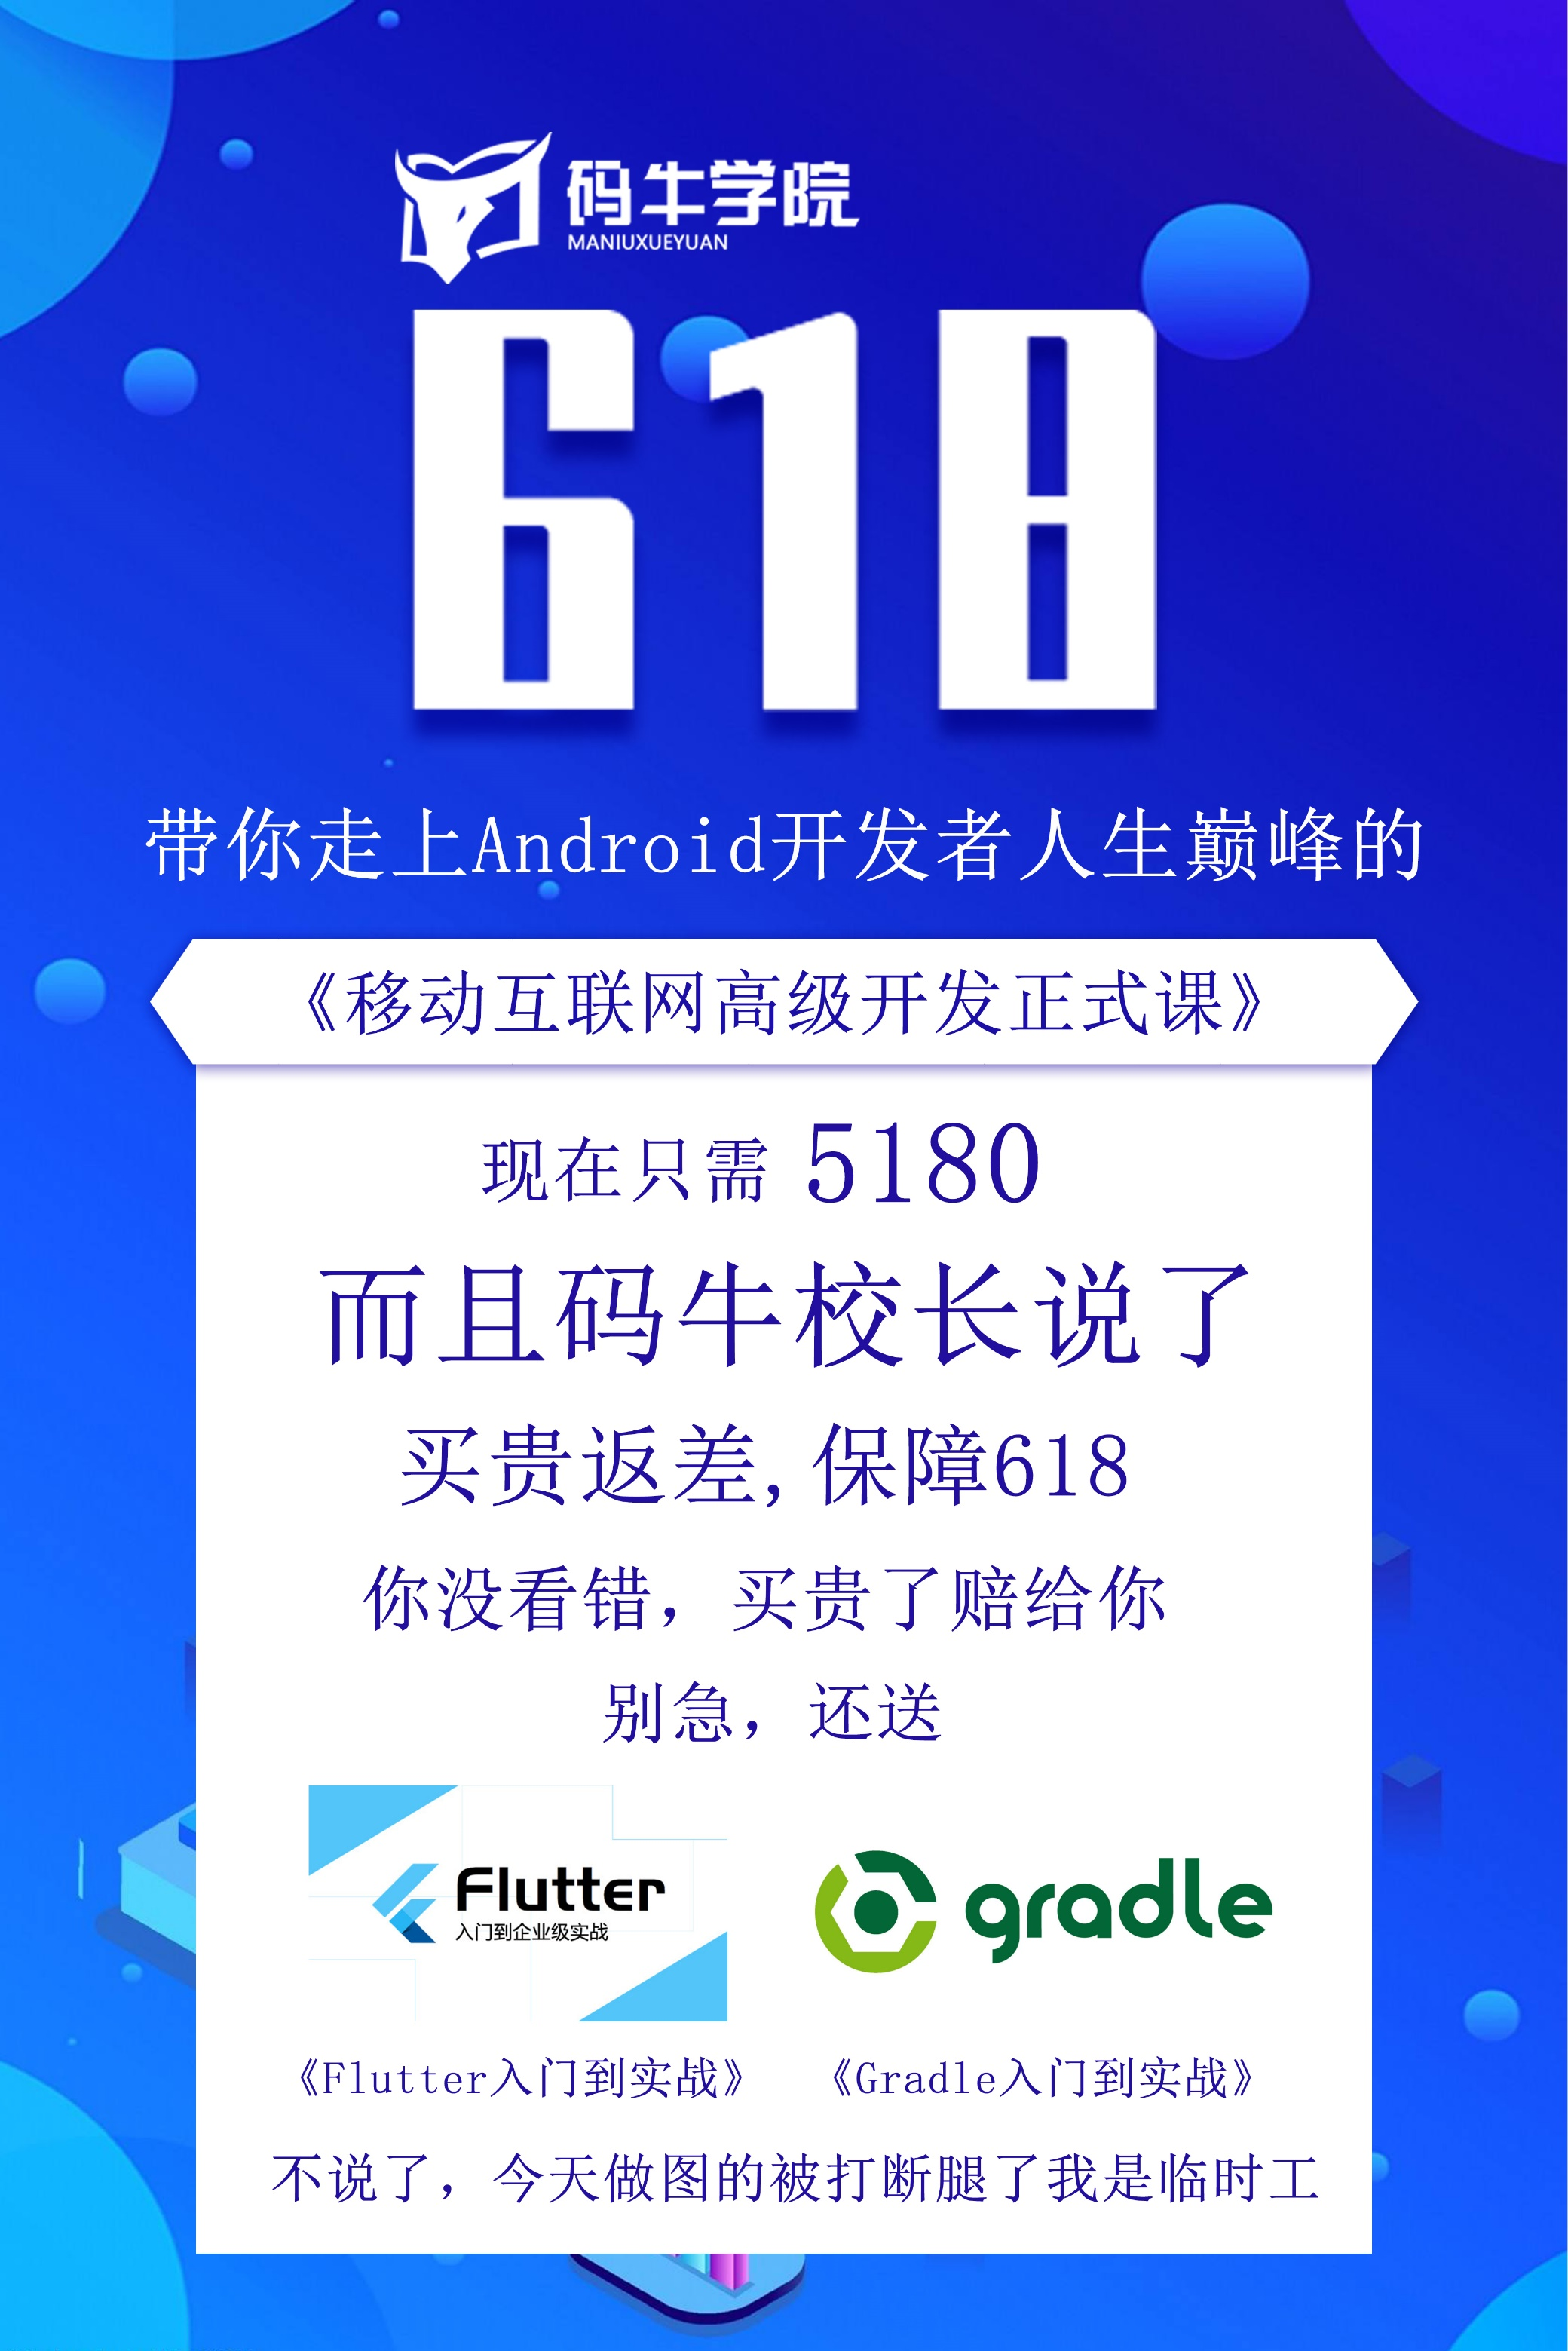 码牛学院
MANIUXUEYUAN
618
带你走上Android开发者人生巅峰的
《移动互联网高级开发正式课》
现在只需 5180
而且码牛校长说了
买贵返差,保障618
你没看错，买贵了赔给你
别急，还送
Flutter
入门到企业级实战
gradle
《Flutter入门到实战》
《Gradle入门到实战》
不说了，今天做图的被打断腿了我是临时工